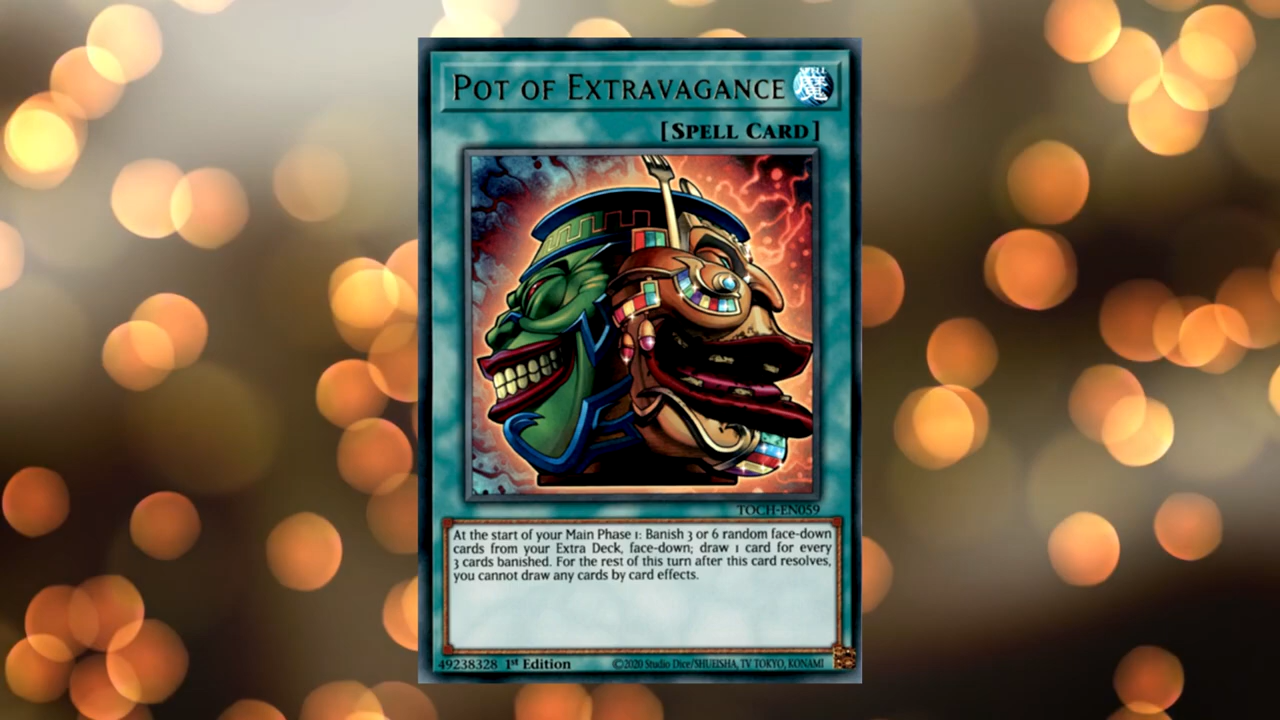 POT OF EXTRAVAGANCE
SPELL
魔
[SPELL CARD]
TOCH-EN059
At the start of your Main Phase 1: Banish 3 or 6 random face-down
cards from your Extra Deck, face-down; draw 1 card for every
3 cards banished. For the rest of this turn after this card resolves,
you cannot draw any cards by card effects.
49238328 1st Edition ©2020 Studio Dice/SHUEISHA, TV TOKYO, KONAMI